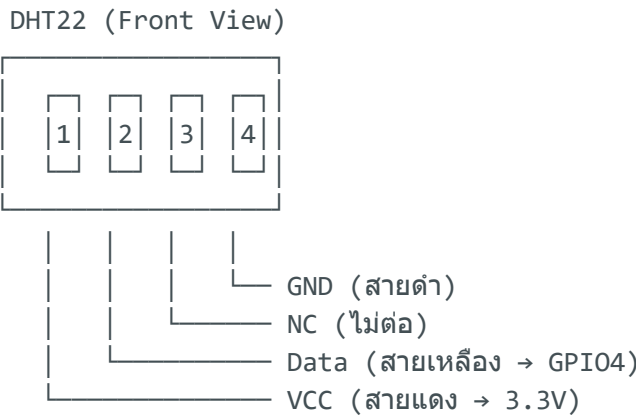 DHT22 (Front View)
1 2 3 4
GND (สายดำ)
NC (ไม่ต่อ)
Data (สายเหลือง → GPIO4)
VCC (สายแดง → 3.3V)